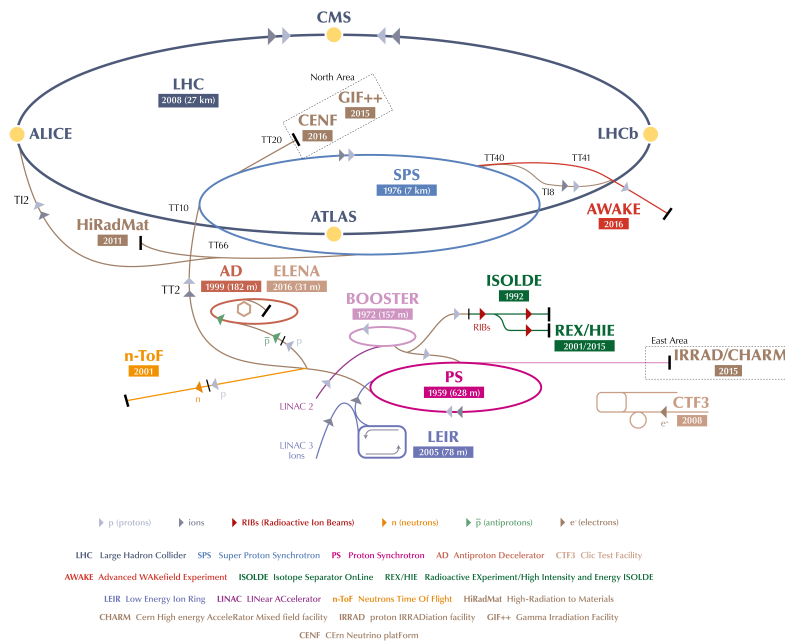 CMS
North Area
LHC
2008 (27 km)
GIF++
2015
CENF
2016
ALICE
LHCb
TT20
TT40
TT41
SPS
1976 (7 km)
TI8
TI2
TT10
AWAKE
2016
HiRadMat
2011
ATLAS
TT66
AD
1999 (182 m)
ELENA
2016 (31 m)
TT2
ISOLDE
1992
BOOSTER
1972 (157 m)
RIBs
REX/HIE
2001/2015
p
p
East Area
n-ToF
2001
IRRAD/CHARM
2015
PS
1959 (628 m)
n
p
LINAC 2
CTF3
2008
e-
LEIR
2005 (78 m)
LINAC 3
Ions
p (protons)
ions
RIBs (Radioactive Ion Beams)
n (neutrons)
p̅ (antiprotons)
e- (electrons)
LHC Large Hadron Collider SPS Super Proton Synchrotron PS Proton Synchrotron AD Antiproton Decelerator CTF3 Clic Test Facility
AWAKE Advanced WAKefield Experiment ISOLDE Isotope Separator OnLine REX/HIE Radioactive EXperiment/High Intensity and Energy ISOLDE
LEIR Low Energy Ion Ring LINAC LINear ACcelerator n-ToF Neutrons Time Of Flight HiRadMat High-Radiation to Materials
CHARM Cern High energy AcceleRator Mixed field facility IRRAD proton IRRADiation facility GIF++ Gamma Irradiation Facility
CENF CErn Neutrino platForm